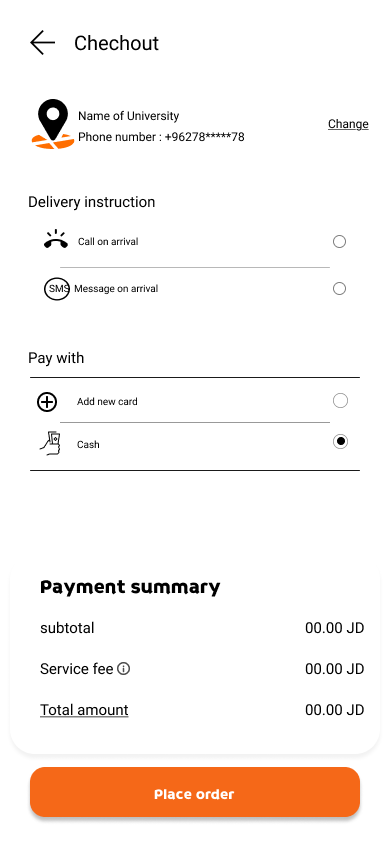 Chechout
Name of University
Phone number : +96278*****78
Change
Delivery instruction
Call on arrival
SMS Message on arrival
Pay with
Add new card
Cash
Payment summary
subtotal 00.00 JD
Service fee 00.00 JD
Total amount 00.00 JD
Place order